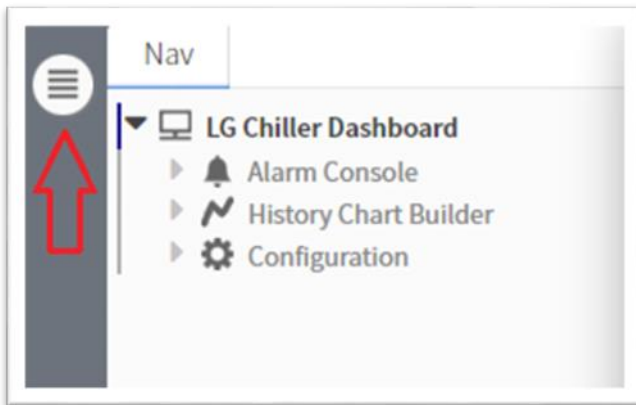 Nav
LG Chiller Dashboard
Alarm Console
History Chart Builder
Configuration